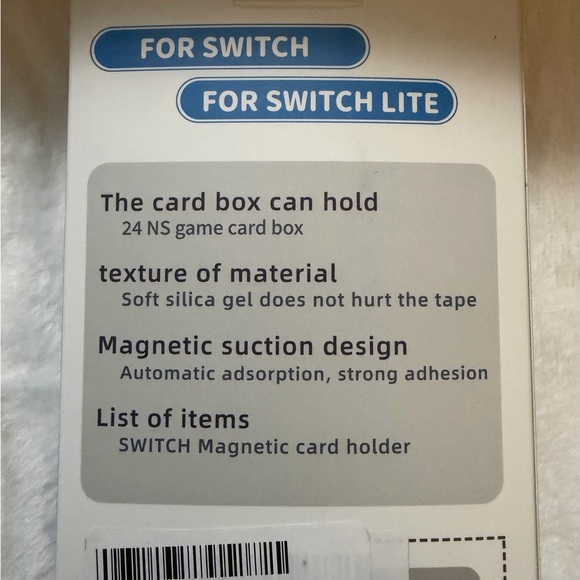 FOR SWITCH
FOR SWITCH LITE
The card box can hold
24 NS game card box
texture of material
Soft silica gel does not hurt the tape
Magnetic suction design
Automatic adsorption, strong adhesion
List of items
SWITCH Magnetic card holder